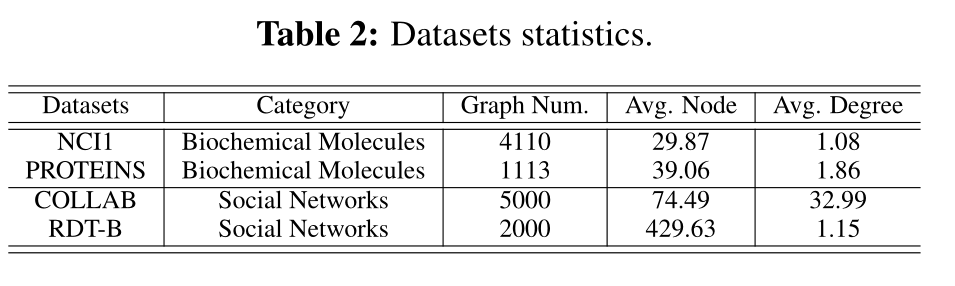 Table 2: Datasets statistics.
Datasets Category Graph Num. Avg. Node Avg. Degree
NCI1 Biochemical Molecules 4110 29.87 1.08
PROTEINS Biochemical Molecules 1113 39.06 1.86
COLLAB Social Networks 5000 74.49 32.99
RDT-B Social Networks 2000 429.63 1.15